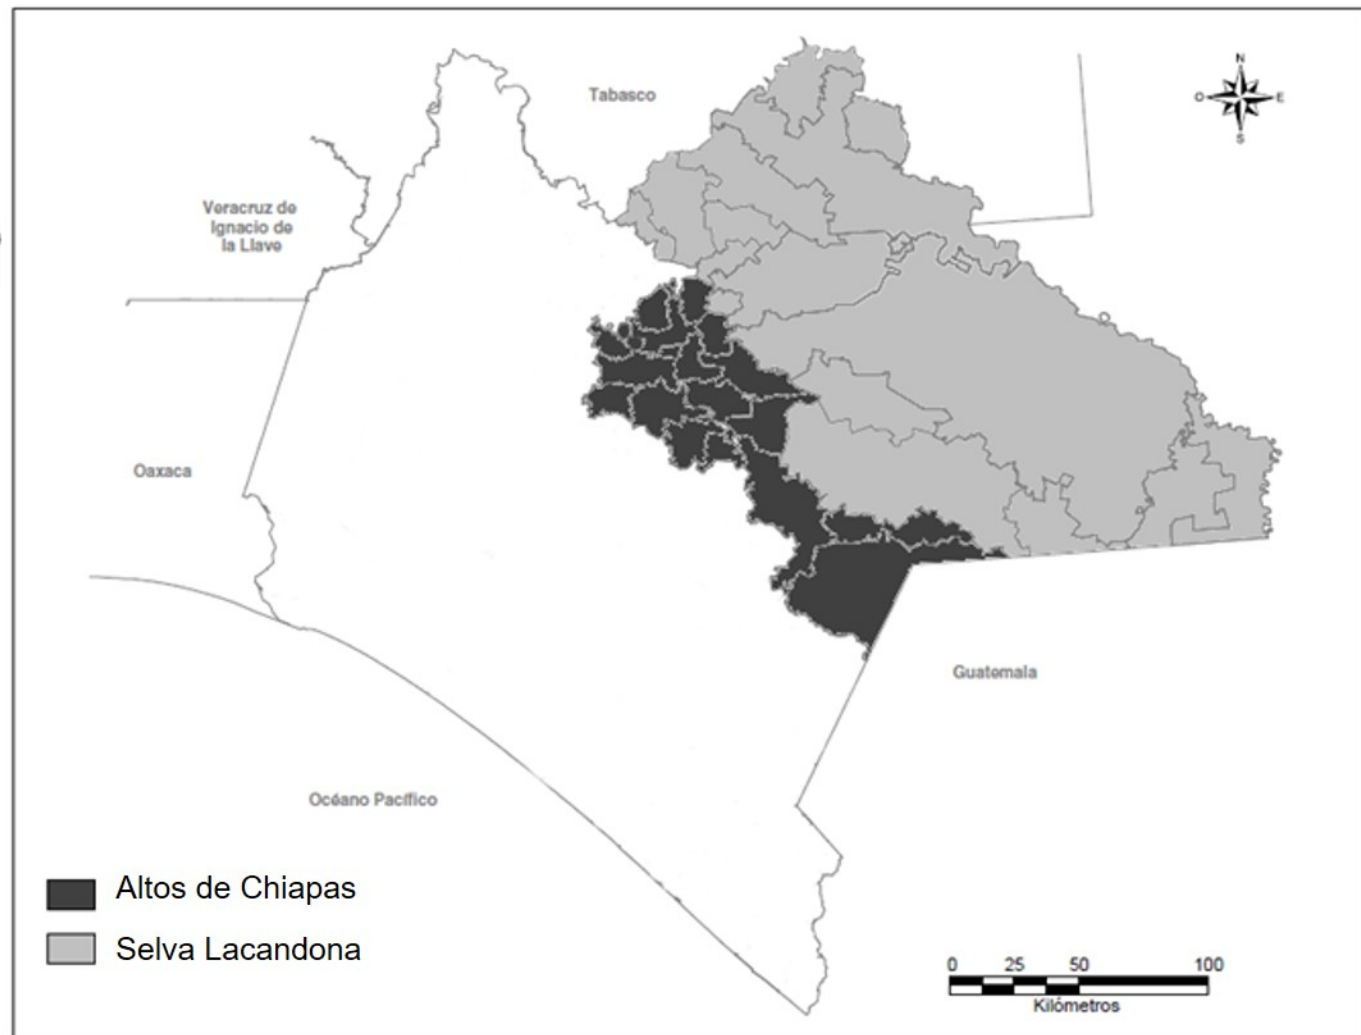 Tabasco
N
O
E
S
Veracruz de
Ignacio de
la Llave
Oaxaca
Guatemala
Océano Pacífico
Altos de Chiapas
Selva Lacandona
0 25 50 100
Kilómetros